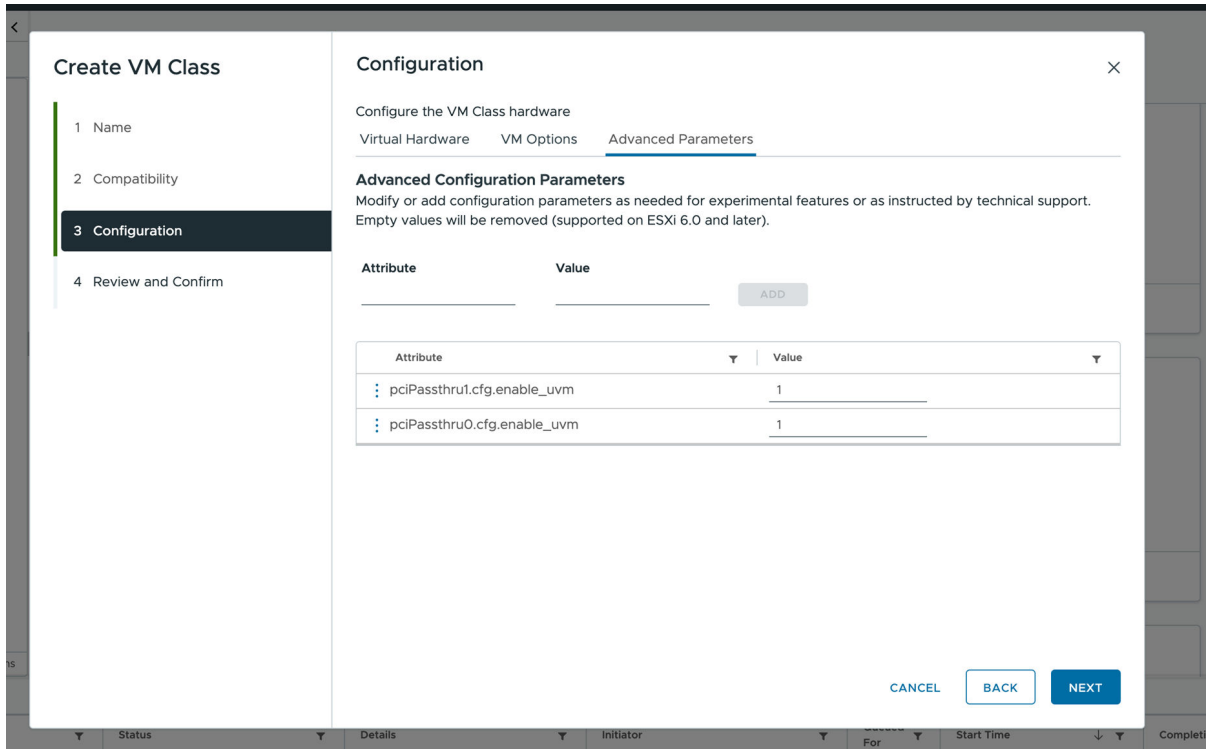 Create VM Class
1 Name
2 Compatibility
3 Configuration
4 Review and Confirm
Configuration
Configure the VM Class hardware
Virtual Hardware VM Options Advanced Parameters
Advanced Configuration Parameters
Modify or add configuration parameters as needed for experimental features or as instructed by technical support.
Empty values will be removed (supported on ESXi 6.0 and later).
Attribute Value
ADD
Attribute Value
pciPassthru1.cfg.enable_uvm 1
pciPassthru0.cfg.enable_uvm 1
CANCEL BACK NEXT
ns
Status Details Initiator For Start Time Completi